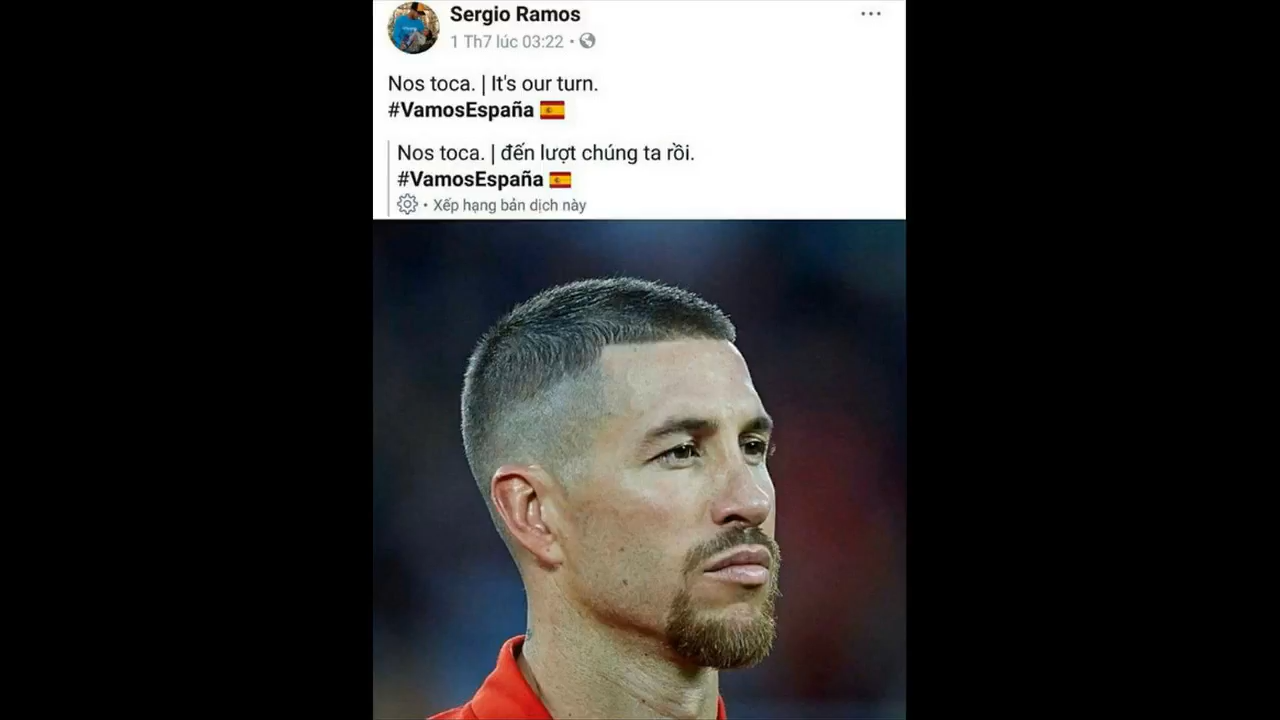 Sergio Ramos
1 Th7 lúc 03:22
Nos toca. | It's our turn.
#VamosEspaña 🇪🇸
Nos toca. | đến lượt chúng ta rồi.
#VamosEspaña 🇪🇸
· Xếp hạng bản dịch này